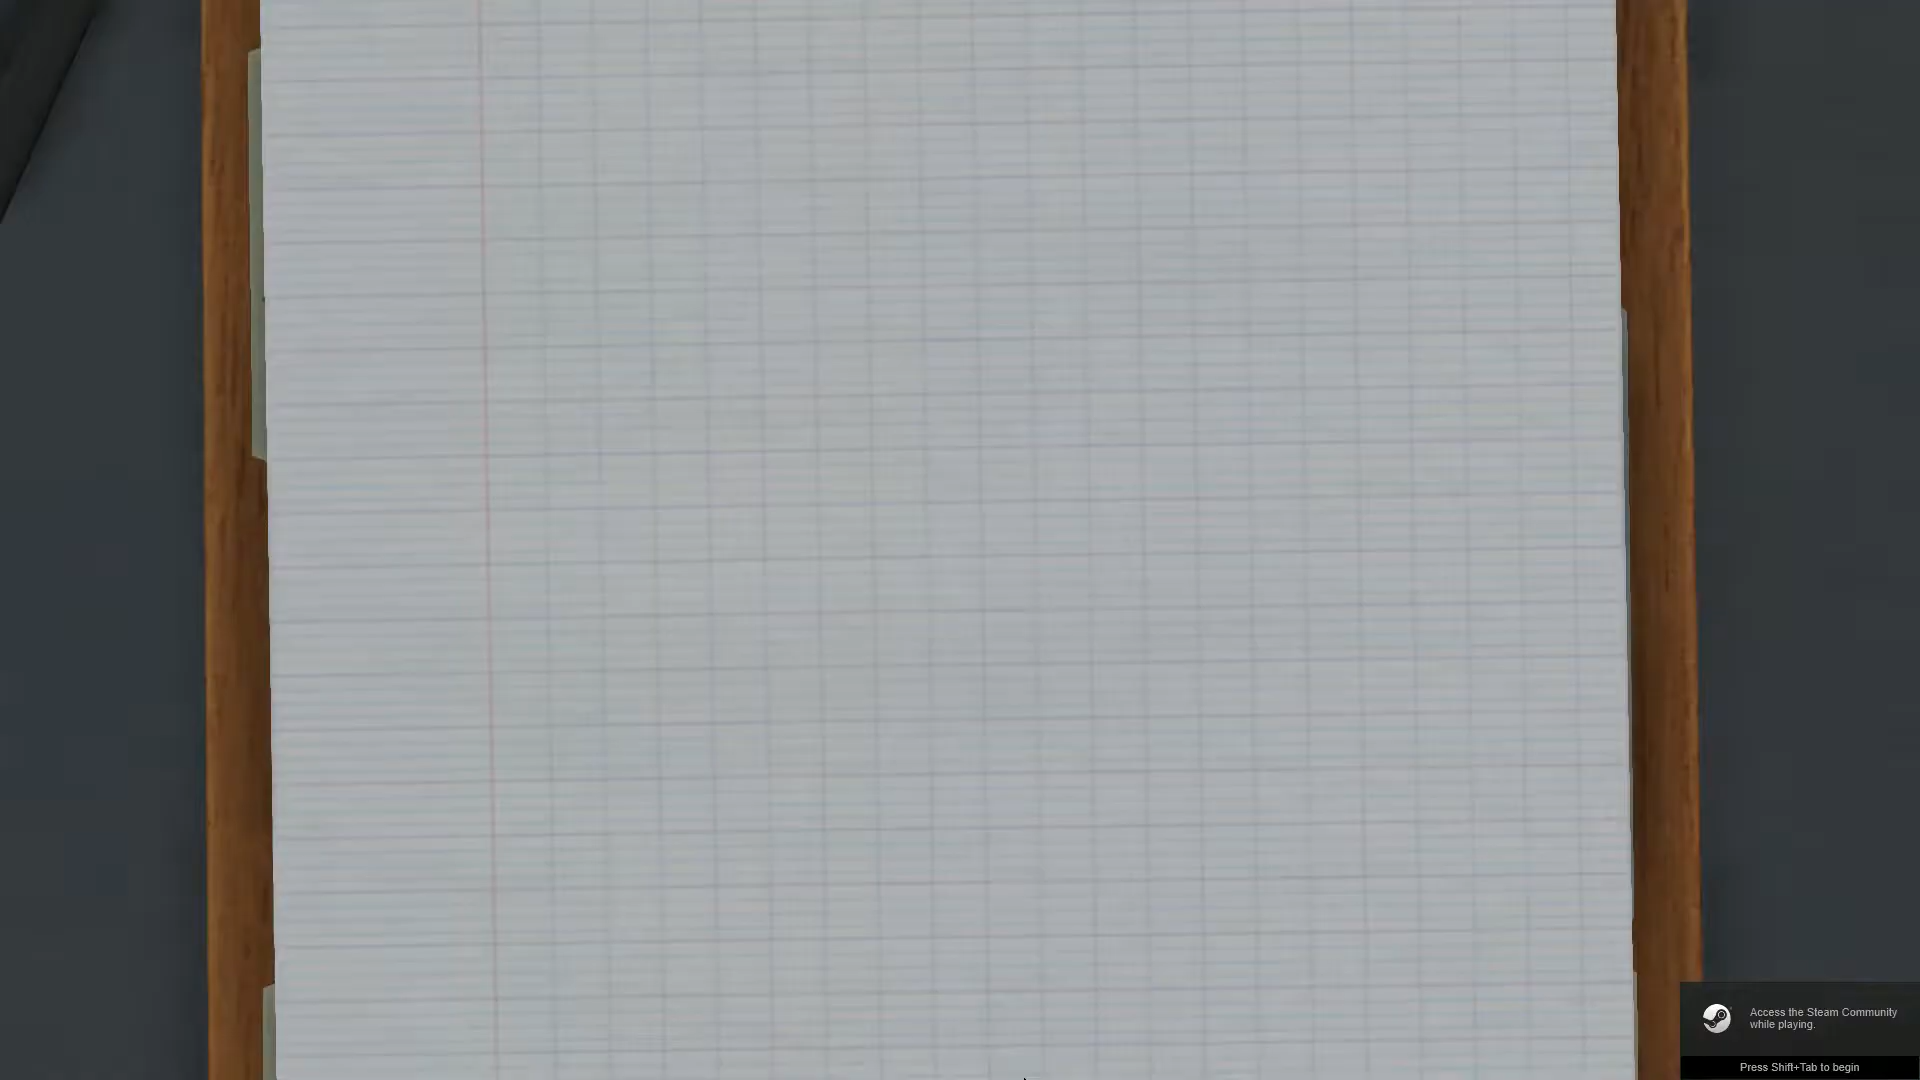 Access the Steam Community
while playing.
Press Shift+Tab to begin